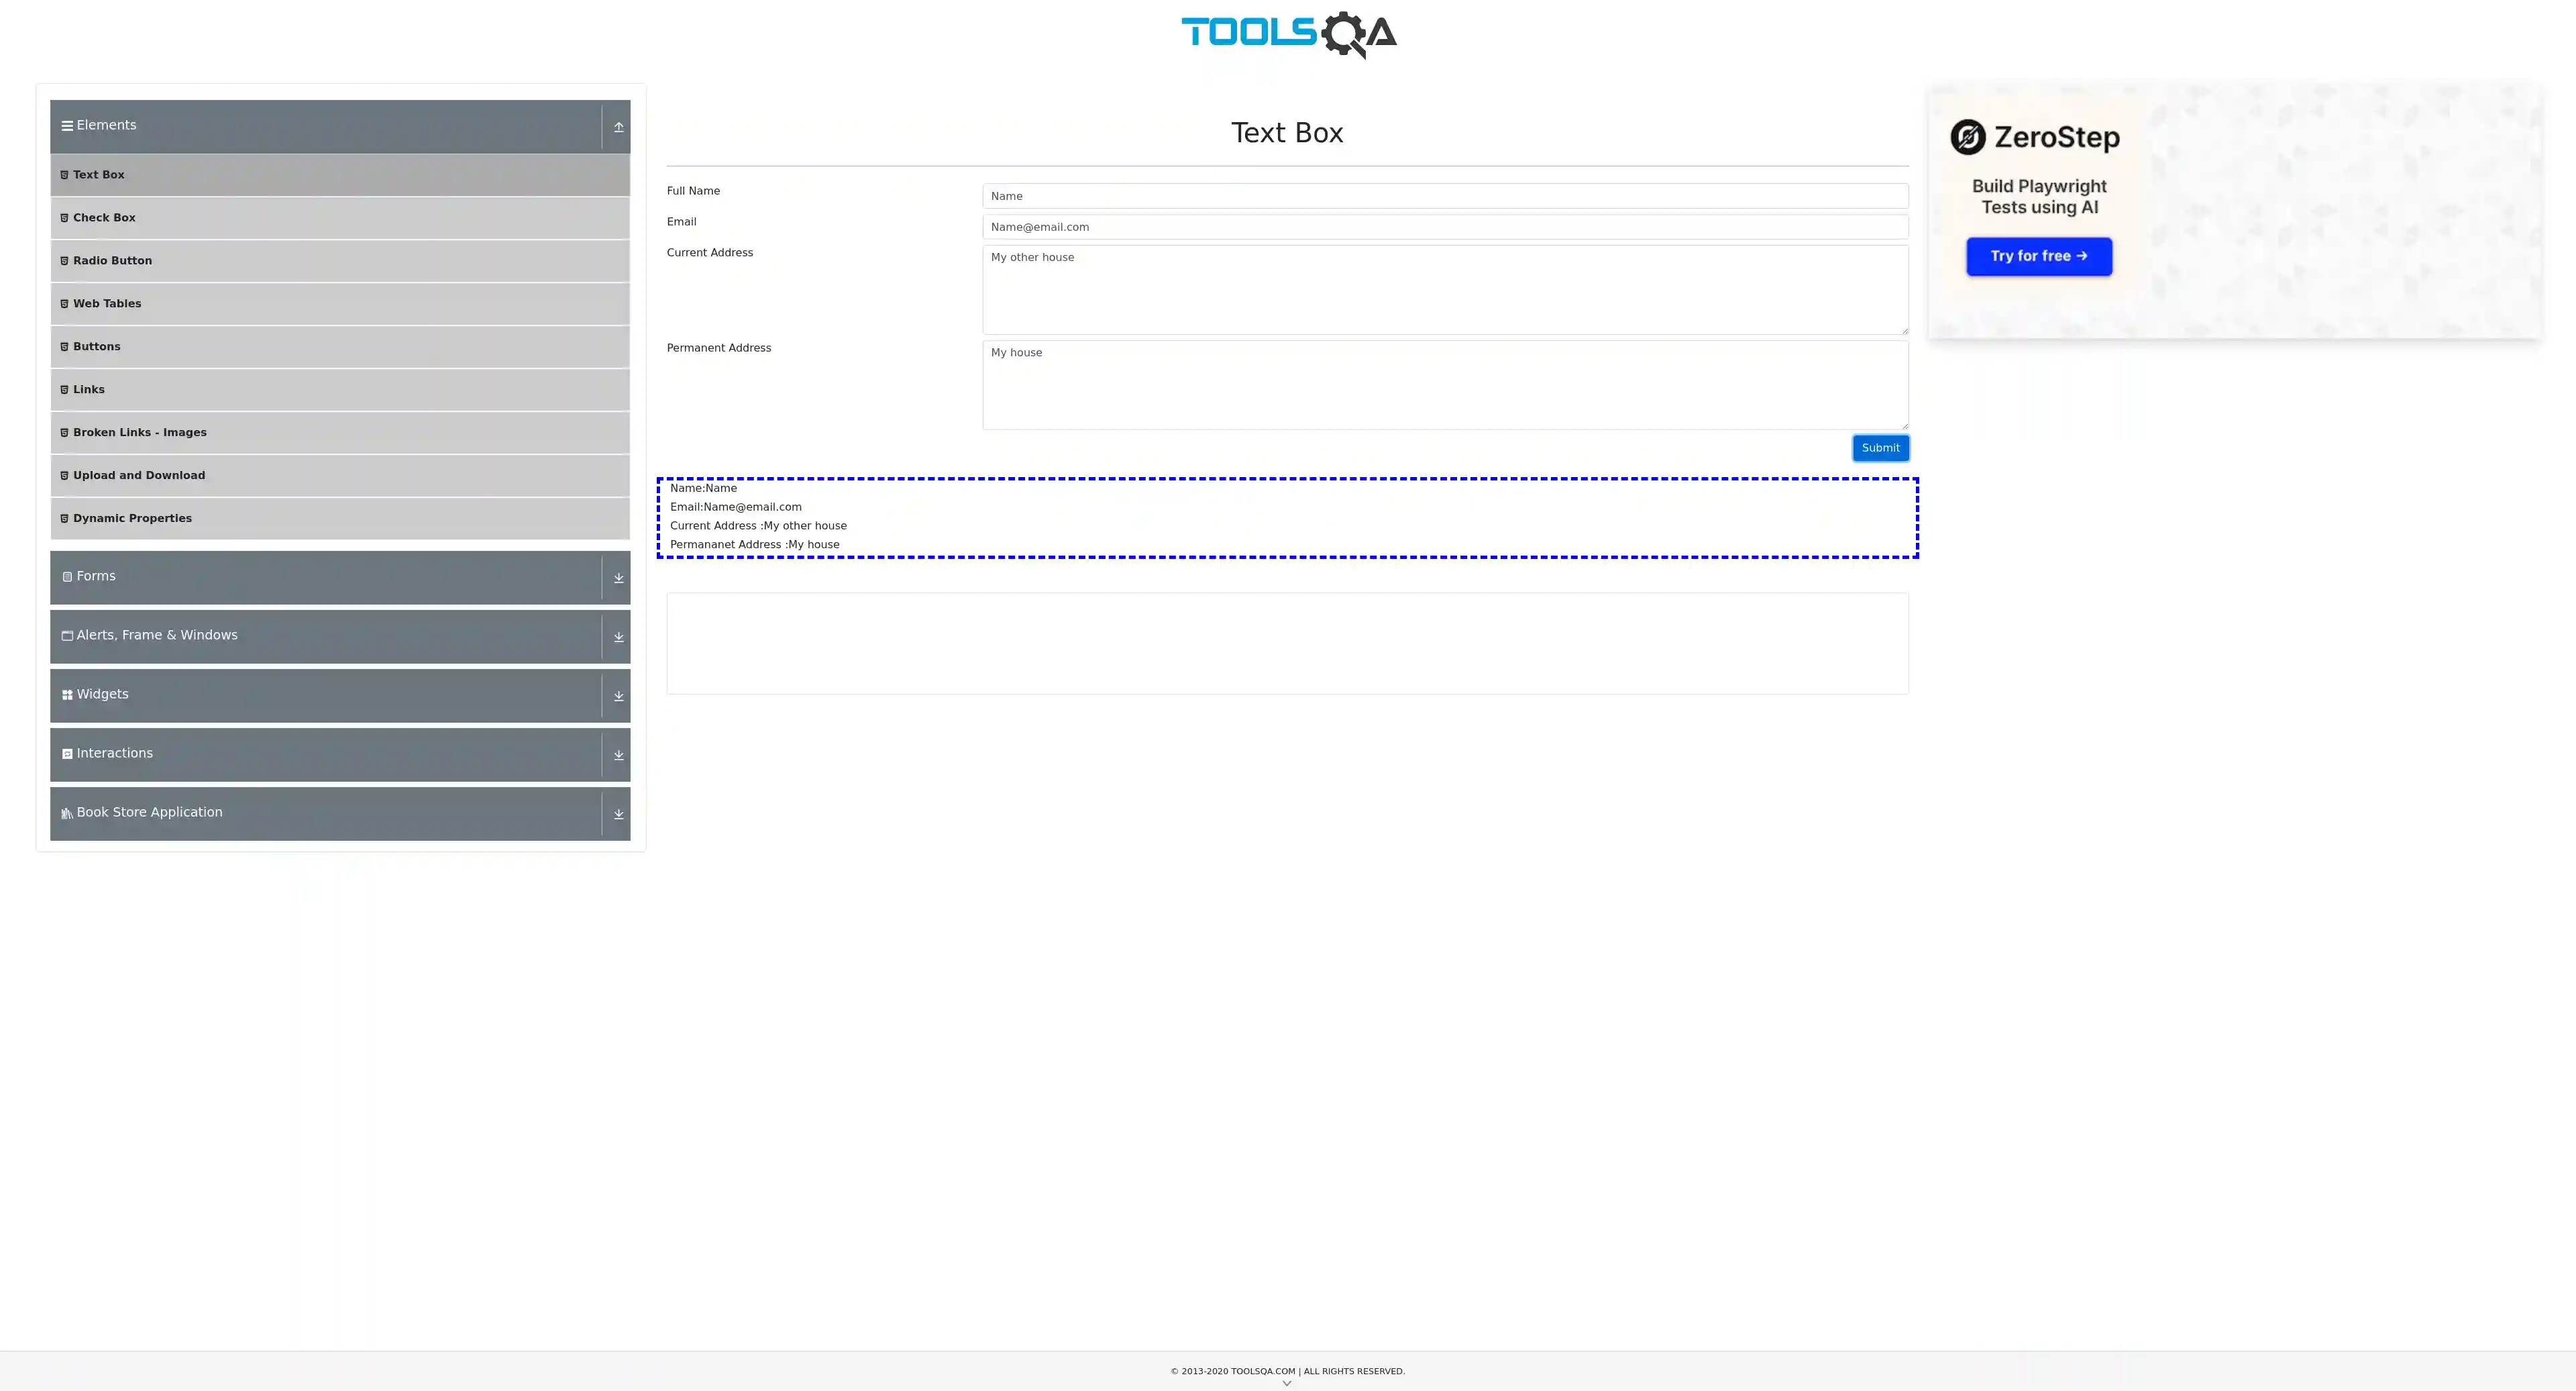 TOOLSQA
Elements
Text Box
Check Box
Radio Button
Web Tables
Buttons
Links
Broken Links - Images
Upload and Download
Dynamic Properties
Forms
Alerts, Frame & Windows
Widgets
Interactions
Book Store Application
Text Box
Full Name
Name
Email
Name@email.com
Current Address
My other house
Permanent Address
My house
Submit
Name:Name
Email:Name@email.com
Current Address :My other house
Permananet Address :My house
ZeroStep
Build Playwright
Tests using AI
Try for free →
© 2013-2020 TOOLSQA.COM | ALL RIGHTS RESERVED.